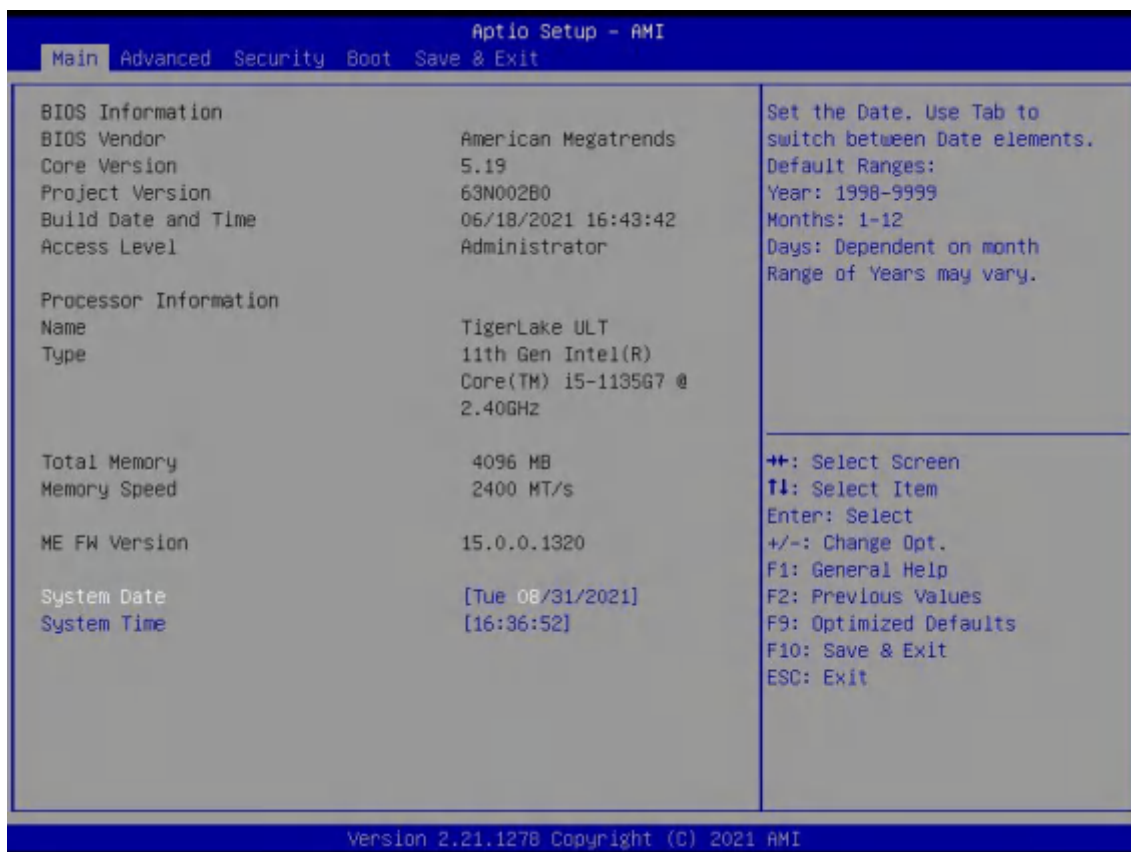 Aptio Setup - AMI
Main Advanced Security Boot Save & Exit
BIOS Information
BIOS Vendor American Megatrends
Core Version 5.19
Project Version 63N002B0
Build Date and Time 06/18/2021 16:43:42
Access Level Administrator
Processor Information
Name TigerLake ULT
Type 11th Gen Intel(R)
Core(TM) i5-1135G7 @
2.40GHz
Total Memory 4096 MB
Memory Speed 2400 MT/s
ME FW Version 15.0.0.1320
System Date [Tue 08/31/2021]
System Time [16:36:52]
Set the Date. Use Tab to
switch between Date elements.
Default Ranges:
Year: 1998-9999
Months: 1-12
Days: Dependent on month
Range of Years may vary.
→←: Select Screen
↑↓: Select Item
Enter: Select
+/-: Change Opt.
F1: General Help
F2: Previous Values
F9: Optimized Defaults
F10: Save & Exit
ESC: Exit
Version 2.21.1278 Copyright (C) 2021 AMI